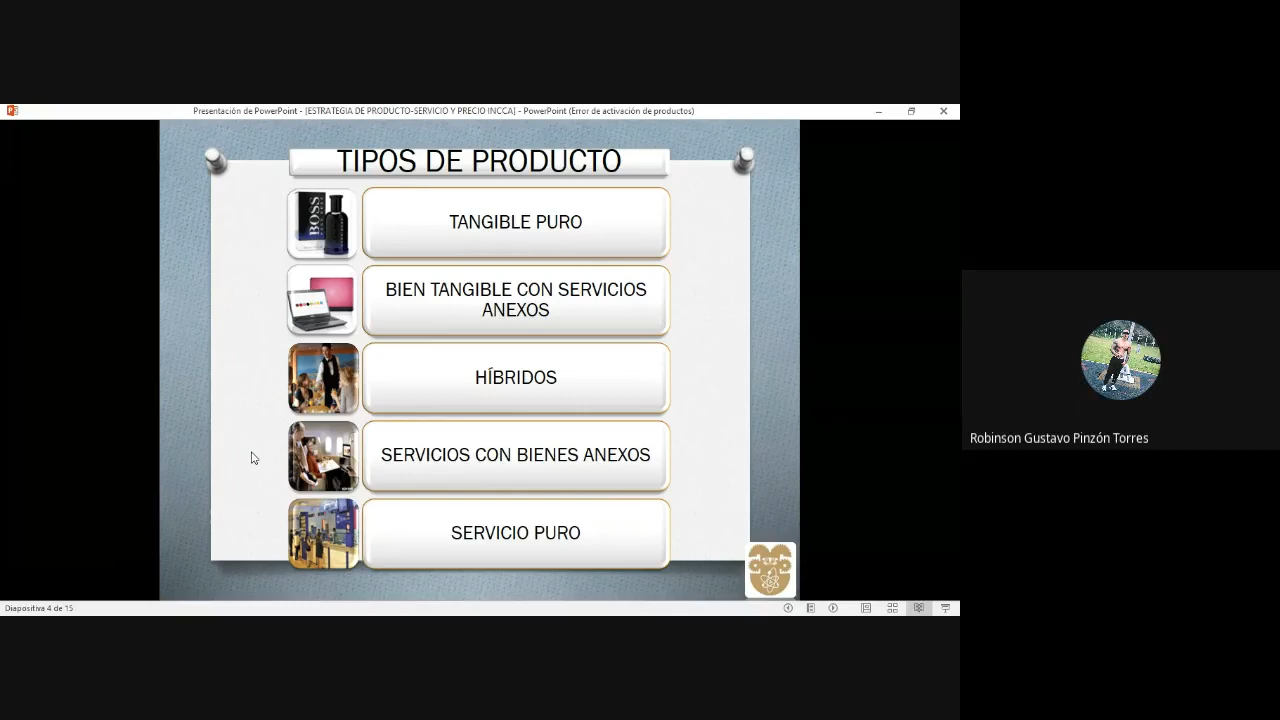 Presentación de PowerPoint - [ESTRATEGIA DE PRODUCTO-SERVICIO Y PRECIO INCCA] - PowerPoint (Error de activación de productos)
TIPOS DE PRODUCTO
BOSS
TANGIBLE PURO
BIEN TANGIBLE CON SERVICIOS
ANEXOS
HÍBRIDOS
SERVICIOS CON BIENES ANEXOS
SERVICIO PURO
Robinson Gustavo Pinzón Torres
Diapositiva 4 de 15